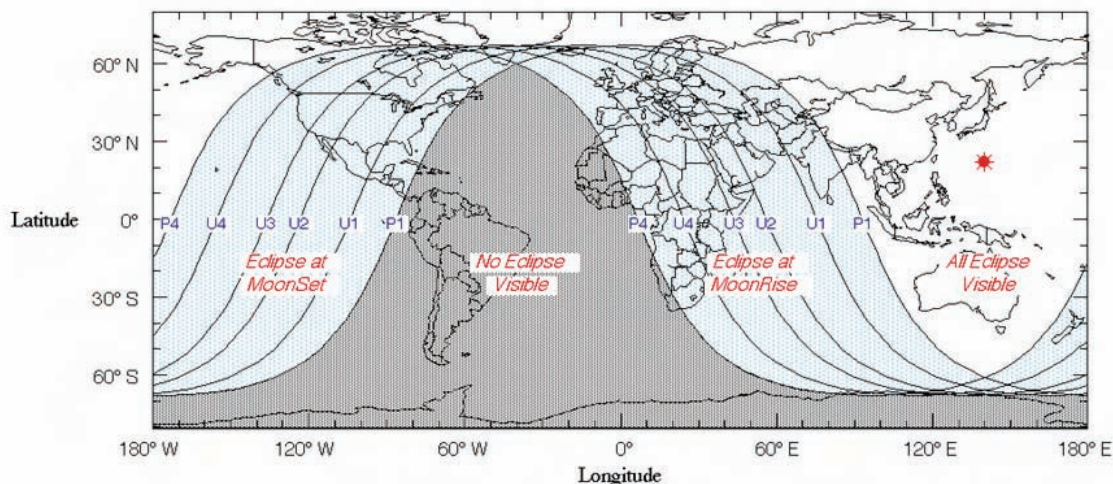 60° N
30° N
Latitude
0°
P4 U4 U3 U2 U1 P1 P4 U4 U3 U2 U1 P1
Eclipse at
MoonSet
No Eclipse
Visible
Eclipse at
MoonRise
All Eclipse
Visible
30° S
60° S
180° W 120° W 60° W 0° 60° E 120° E 180° E
Longitude